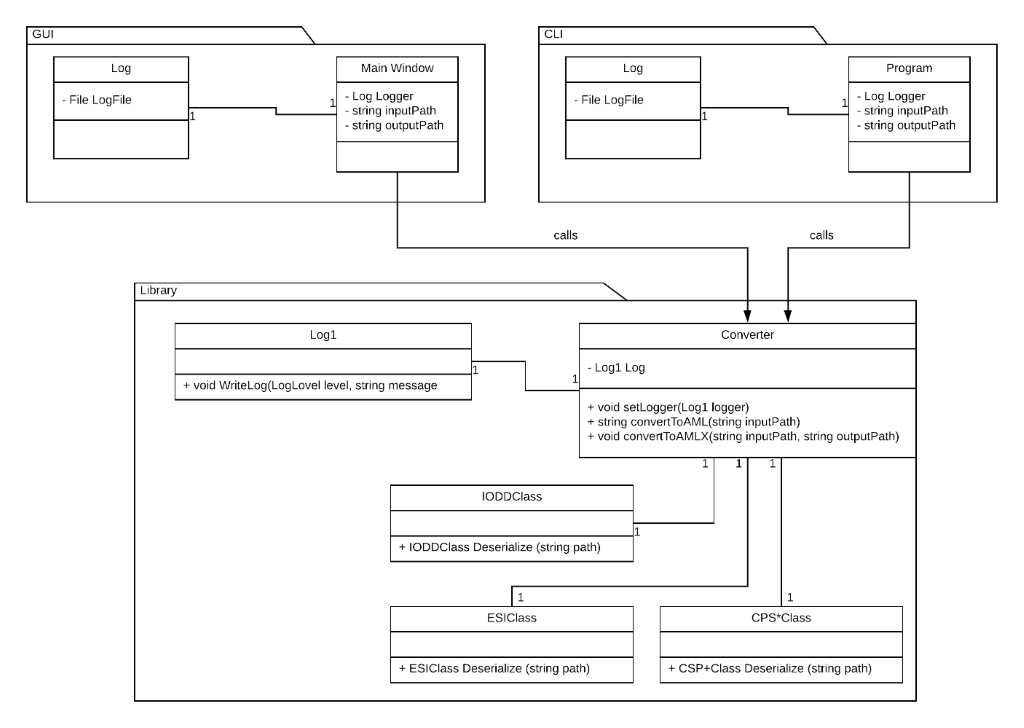 GUI
Log
- File LogFile
1
1
Main Window
- Log Logger
- string inputPath
- string outputPath
CLI
Log
- File LogFile
1
1
Program
- Log Logger
- string inputPath
- string outputPath
calls
calls
Library
Log1
+ void WriteLog(LogLovel level, string message
1
1
Converter
- Log1 Log
+ void setLogger(Log1 logger)
+ string convertToAML(string inputPath)
+ void convertToAMLX(string inputPath, string outputPath)
1
1
1
IODDClass
+ IODDClass Deserialize (string path)
1
1
ESIClass
+ ESIClass Deserialize (string path)
1
CPS*Class
+ CSP+Class Deserialize (string path)